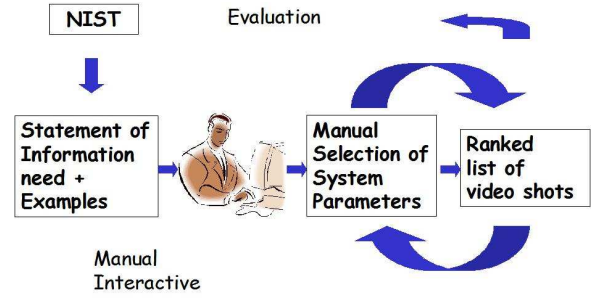 NIST
Evaluation
Statement of
Information
need +
Examples
Manual
Selection of
System
Parameters
Ranked
list of
video shots
Manual
Interactive